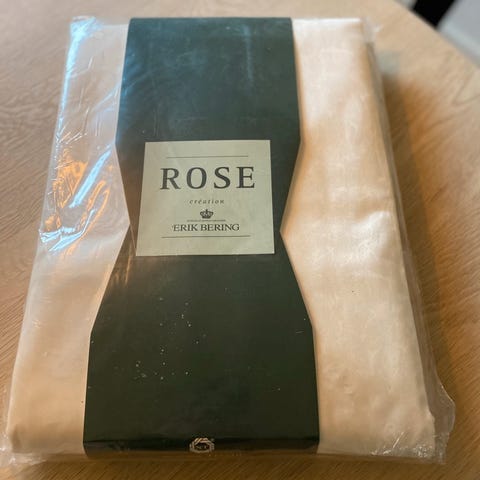 ROSE
création
ERIK BERING